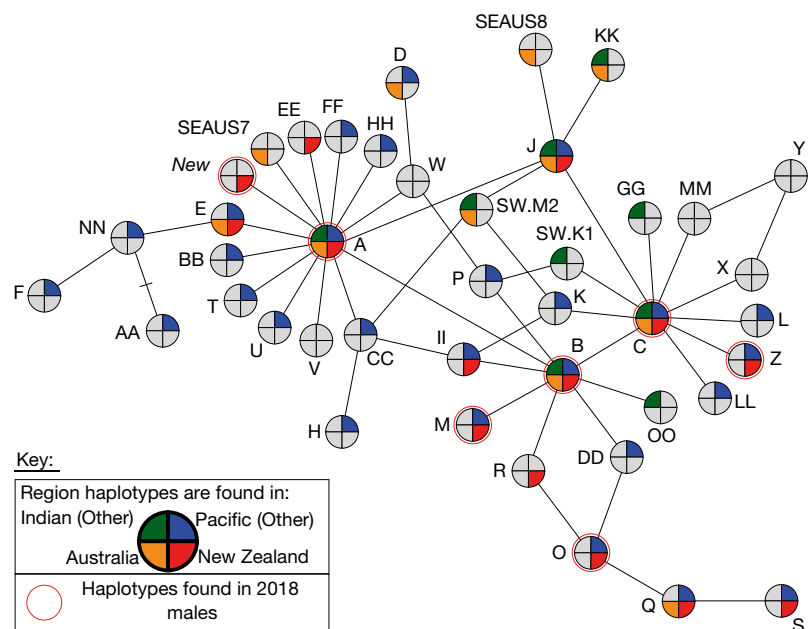 SEAUS8
KK
D
EE
FF
HH
SEAUS7
J
Y
New
W
GG
MM
SW.M2
E
NN
A
SW.K1
BB
X
F
P
T
K
AA
U
V
CC
II
B
C
L
Z
LL
M
OO
H
R
DD
Key:
Region haplotypes are found in:
Indian (Other) Pacific (Other)
Australia New Zealand
Haplotypes found in 2018
males
O
Q
S